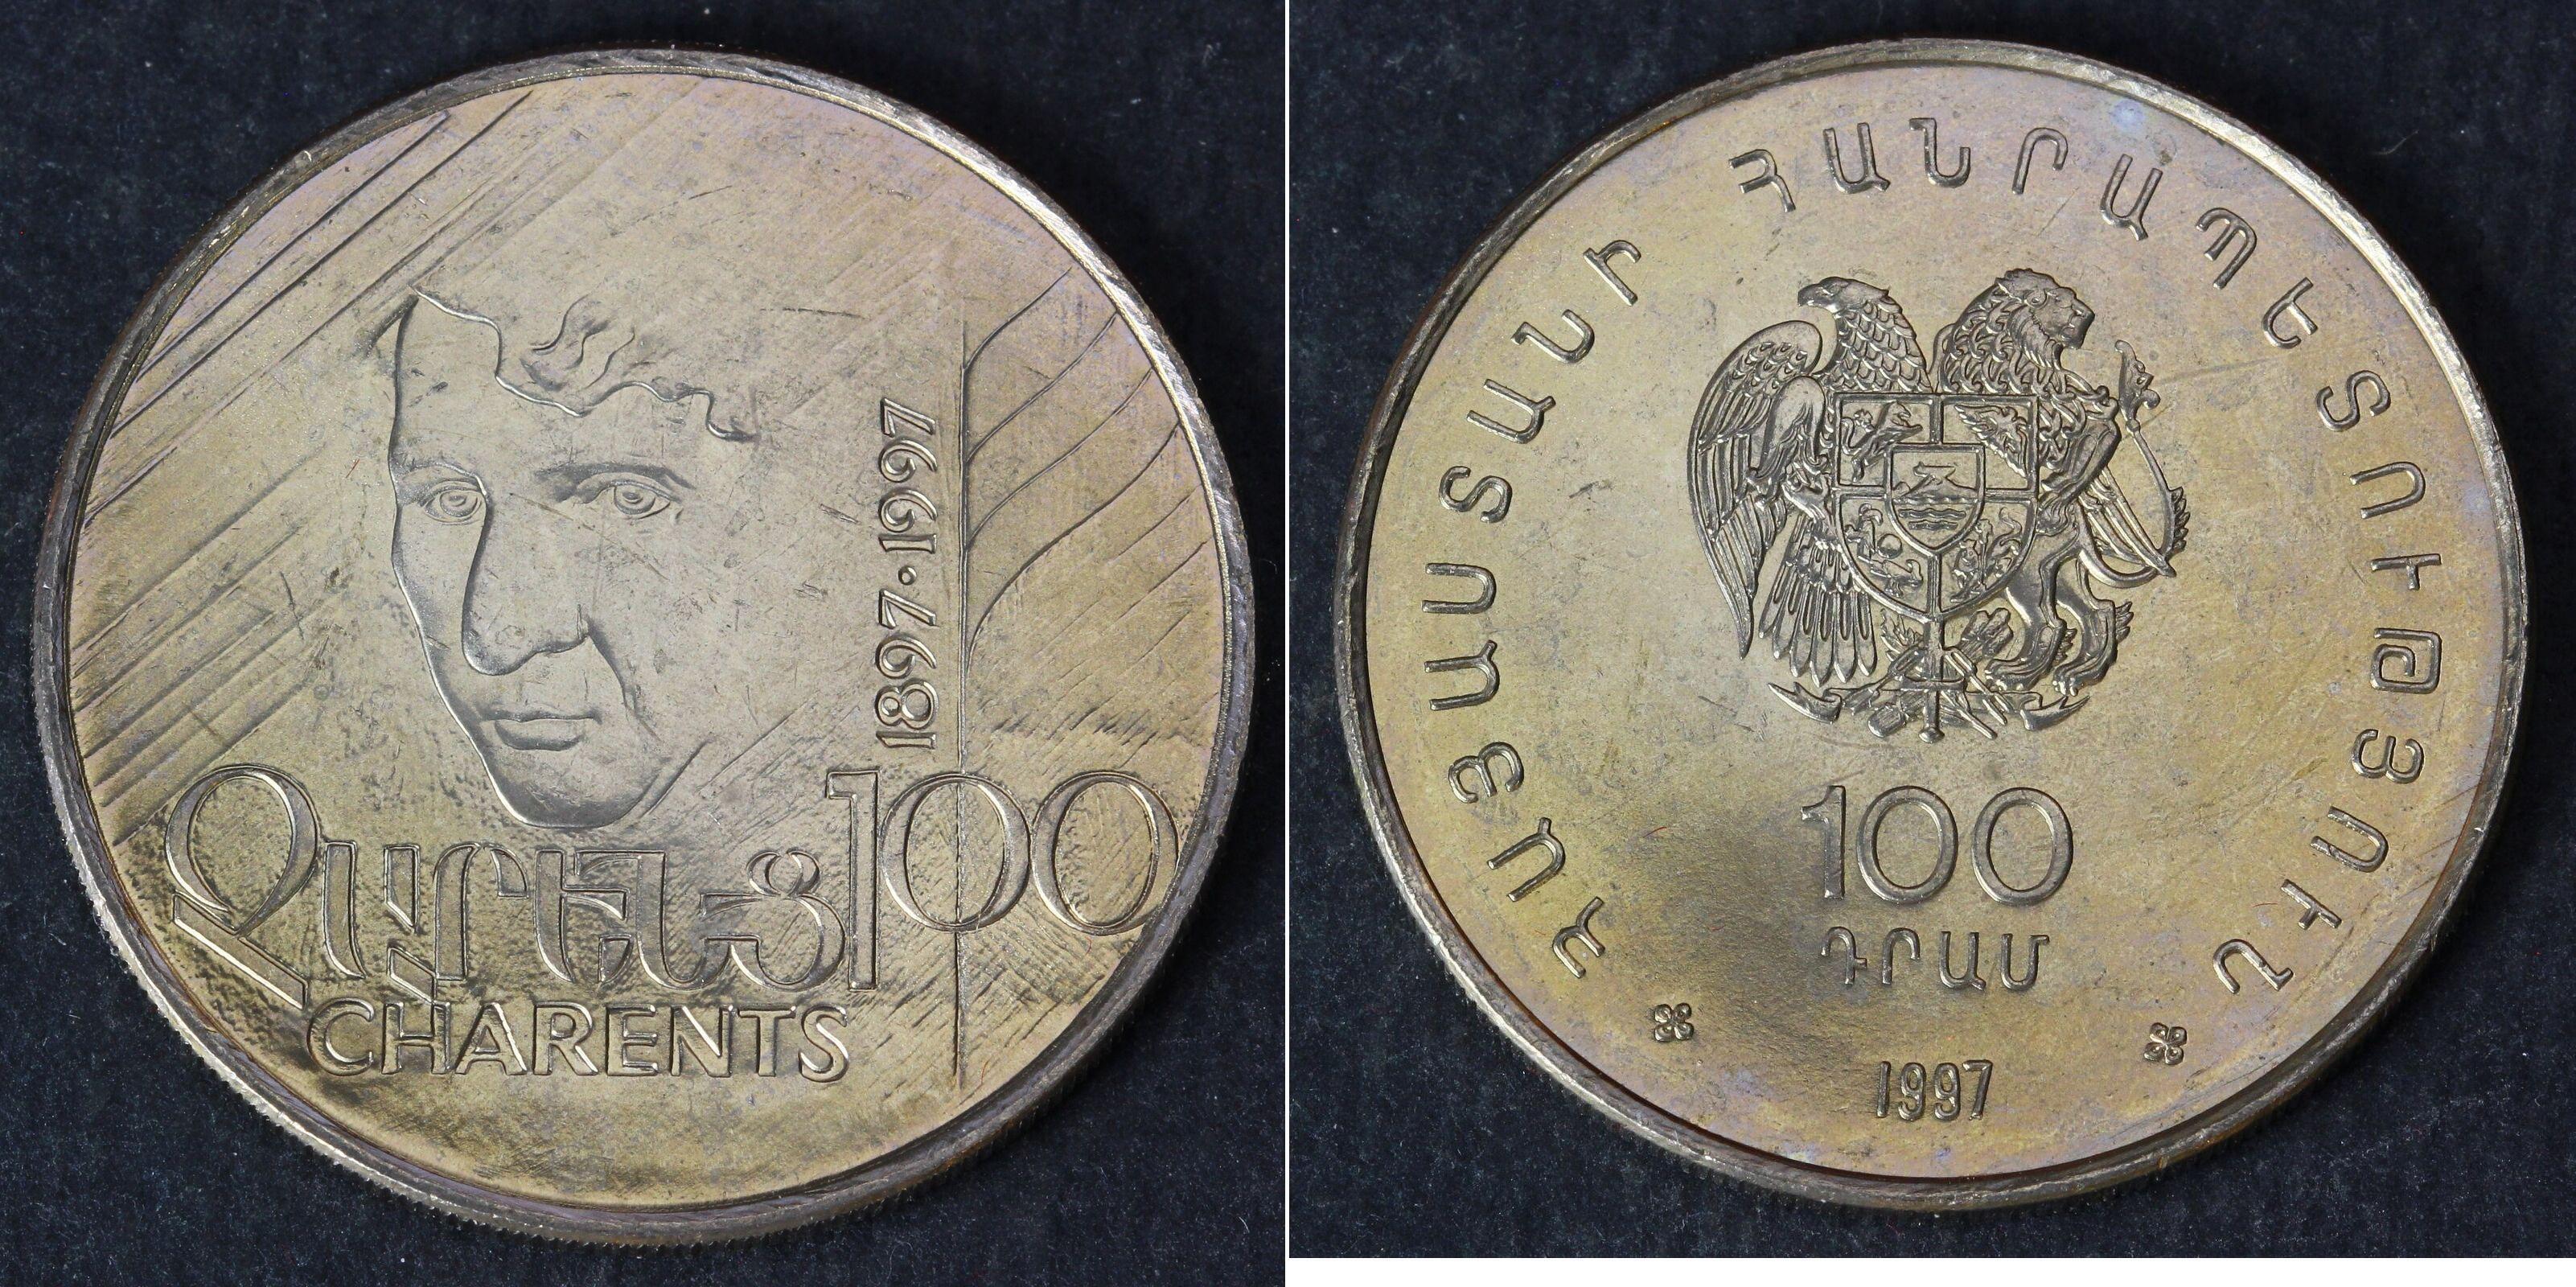 1897·1997
Չարենց 100
CHARENTS
ՀԱՅԱՍՏԱՆԻ ՀԱՆՐԱՊԵՏՈՒԹՅՈՒՆ
100
ԴՐԱՄ
1997